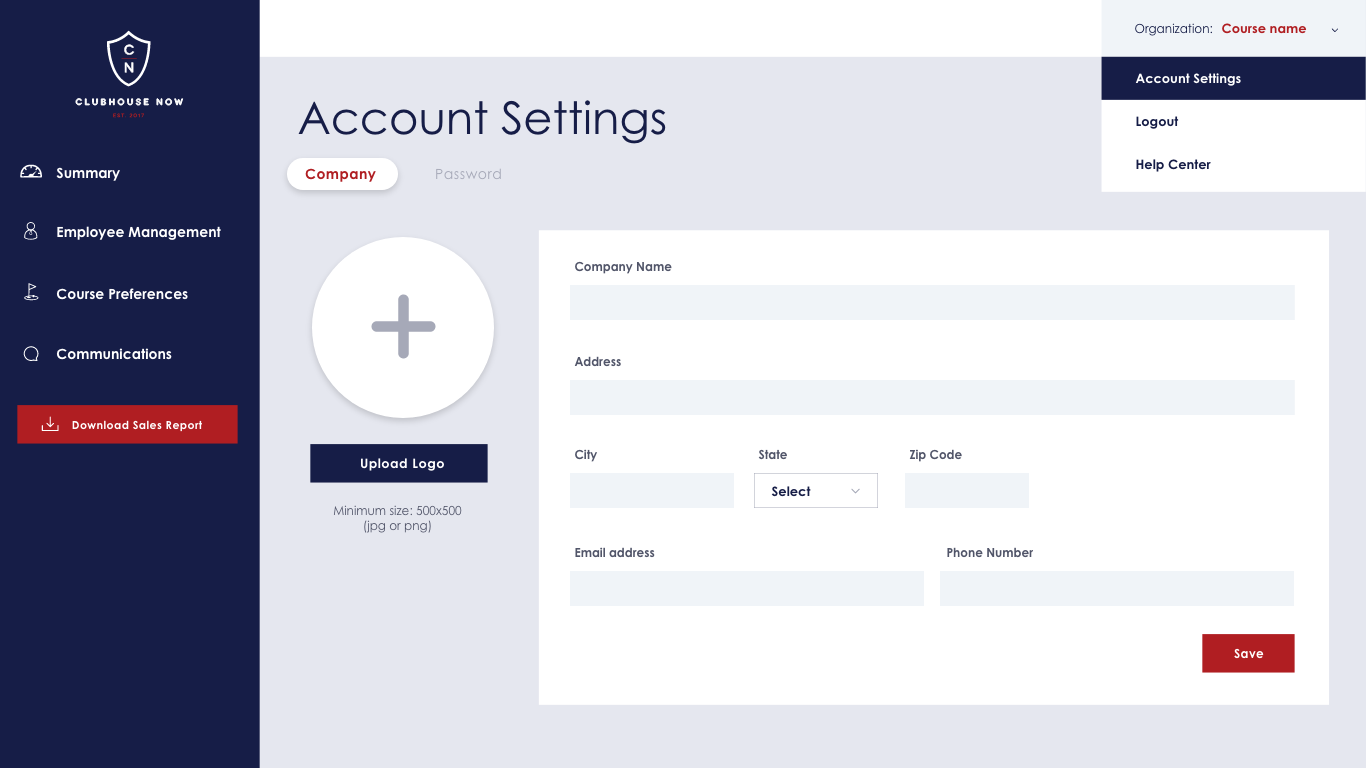 C
N
CLUBHOUSE NOW
EST. 2017
Summary
Employee Management
Course Preferences
Communications
Download Sales Report
Organization: Course name
Account Settings
Logout
Help Center
Account Settings
Company
Password
Upload Logo
Minimum size: 500x500
(jpg or png)
Company Name
Address
City
State
Zip Code
Select
Email address
Phone Number
Save